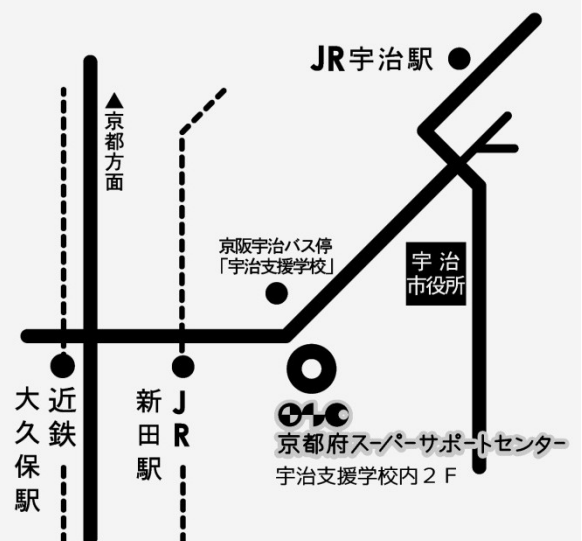 JR宇治駅
▲京都方面
京阪宇治バス停
「宇治支援学校」
宇治
市役所
近鉄
大久保駅
JR
新田駅
京都府スーパーサポートセンター
宇治支援学校内2F